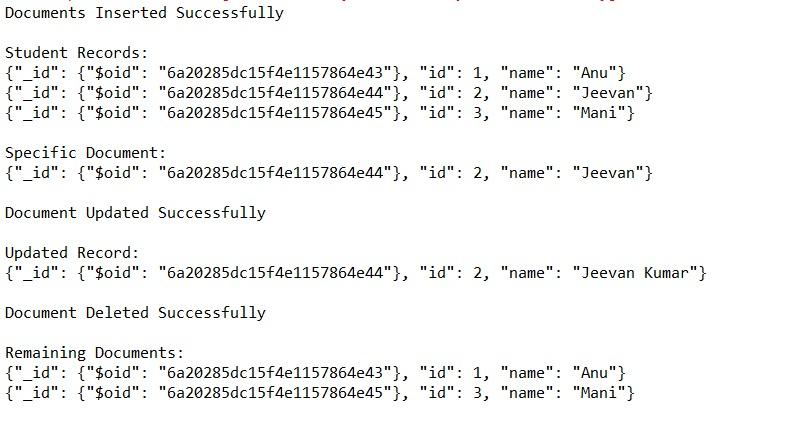 Documents Inserted Successfully
Student Records:
{"_id": {"$oid": "6a20285dc15f4e1157864e43"}, "id": 1, "name": "Anu"}
{"_id": {"$oid": "6a20285dc15f4e1157864e44"}, "id": 2, "name": "Jeevan"}
{"_id": {"$oid": "6a20285dc15f4e1157864e45"}, "id": 3, "name": "Mani"}
Specific Document:
{"_id": {"$oid": "6a20285dc15f4e1157864e44"}, "id": 2, "name": "Jeevan"}
Document Updated Successfully
Updated Record:
{"_id": {"$oid": "6a20285dc15f4e1157864e44"}, "id": 2, "name": "Jeevan Kumar"}
Document Deleted Successfully
Remaining Documents:
{"_id": {"$oid": "6a20285dc15f4e1157864e43"}, "id": 1, "name": "Anu"}
{"_id": {"$oid": "6a20285dc15f4e1157864e45"}, "id": 3, "name": "Mani"}